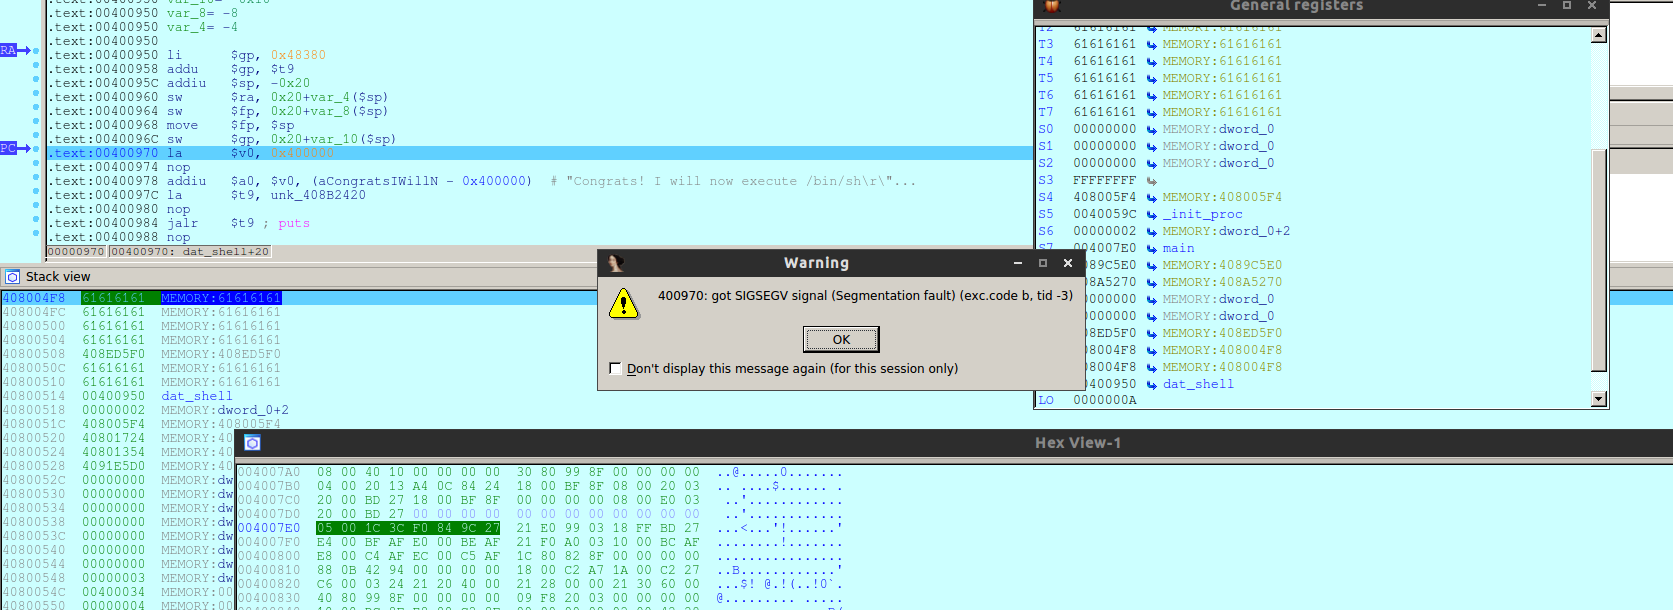 .text:00400950 var_10= -0x10
.text:00400950 var_8= -8
.text:00400950 var_4= -4
.text:00400950
RA
.text:00400950 li $gp, 0x48380
.text:00400958 addu $gp, $t9
.text:0040095C addiu $sp, -0x20
.text:00400960 sw $ra, 0x20+var_4($sp)
.text:00400964 sw $fp, 0x20+var_8($sp)
.text:00400968 move $fp, $sp
.text:0040096C sw $gp, 0x20+var_10($sp)
PC
.text:00400970 la $v0, 0x400000
.text:00400974 nop
.text:00400978 addiu $a0, $v0, (aCongratsIWillN - 0x400000) # "Congrats! I will now execute /bin/sh\r\"...
.text:0040097C la $t9, unk_408B2420
.text:00400980 nop
.text:00400984 jalr $t9 ; puts
.text:00400988 nop
00000970 00400970: dat_shell+20
General registers
T2 61616161 MEMORY:61616161
T3 61616161 MEMORY:61616161
T4 61616161 MEMORY:61616161
T5 61616161 MEMORY:61616161
T6 61616161 MEMORY:61616161
T7 61616161 MEMORY:61616161
S0 00000000 MEMORY:dword_0
S1 00000000 MEMORY:dword_0
S2 00000000 MEMORY:dword_0
S3 FFFFFFFF
S4 408005F4 MEMORY:408005F4
S5 0040059C _init_proc
S6 00000002 MEMORY:dword_0+2
S7 004007E0 main
089C5E0 MEMORY:4089C5E0
08A5270 MEMORY:408A5270
0000000 MEMORY:dword_0
0000000 MEMORY:dword_0
08ED5F0 MEMORY:408ED5F0
08004F8 MEMORY:408004F8
08004F8 MEMORY:408004F8
0400950 dat_shell
LO 0000000A
Warning
400970: got SIGSEGV signal (Segmentation fault) (exc.code b, tid -3)
OK
Don't display this message again (for this session only)
Stack view
408004F8 61616161 MEMORY:61616161
408004FC 61616161 MEMORY:61616161
40800500 61616161 MEMORY:61616161
40800504 61616161 MEMORY:61616161
40800508 408ED5F0 MEMORY:408ED5F0
4080050C 61616161 MEMORY:61616161
40800510 61616161 MEMORY:61616161
40800514 00400950 dat_shell
40800518 00000002 MEMORY:dword_0+2
4080051C 408005F4 MEMORY:408005F4
40800520 40801724 MEMORY:40
40800524 40801354 MEMORY:40
40800528 4091E5D0 MEMORY:40
4080052C 00000000 MEMORY:dw
40800530 00000000 MEMORY:dw
40800534 00000000 MEMORY:dw
40800538 00000000 MEMORY:dw
4080053C 00000000 MEMORY:dw
40800540 00000000 MEMORY:dw
40800544 00000000 MEMORY:dw
40800548 00000003 MEMORY:dw
4080054C 00400034 MEMORY:00
40800550 00000004 MEMORY:dw
Hex View-1
004007A0 08 00 40 10 00 00 00 00 30 80 99 8F 00 00 00 00 ..@.....0.......
004007B0 04 00 20 13 A4 0C 84 24 18 00 BF 8F 08 00 20 03 .. ....$...... .
004007C0 20 00 BD 27 18 00 BF 8F 00 00 00 00 08 00 E0 03 ..'............
004007D0 20 00 BD 27 00 00 00 00 00 00 00 00 00 00 00 00 ..'............
004007E0 05 00 1C 3C F0 84 9C 27 21 E0 99 03 18 FF BD 27 ...<...'!......'
004007F0 E4 00 BF AF E0 00 BE AF 21 F0 A0 03 10 00 BC AF ........!.......
00400800 E8 00 C4 AF EC 00 C5 AF 1C 80 82 8F 00 00 00 00 ................
00400810 88 0B 42 94 00 00 00 00 18 00 C2 A7 1A 00 C2 27 ..B............'
00400820 C6 00 03 24 21 20 40 00 21 28 00 00 21 30 60 00 ...$! @.!(..!0`.
00400830 40 80 99 8F 00 00 00 00 09 F8 20 03 00 00 00 00 @......... .....